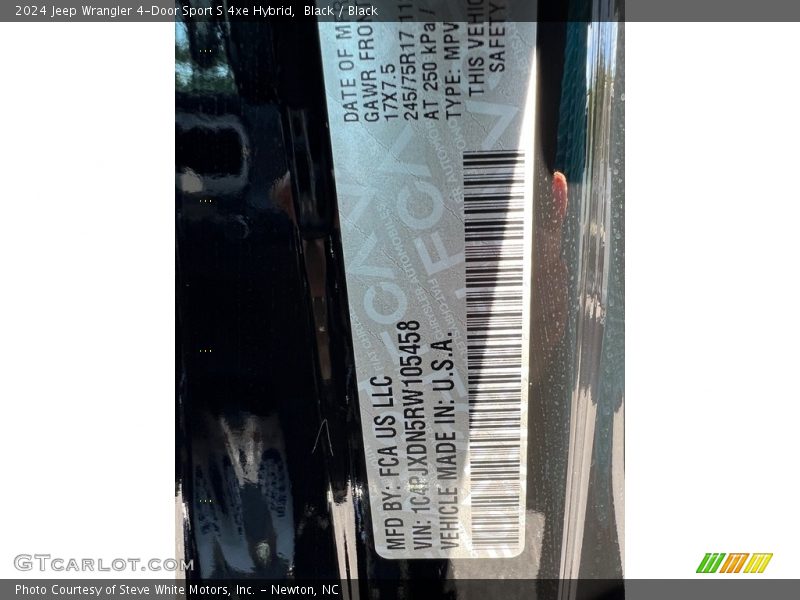 2024 Jeep Wrangler 4-Door Sport S 4xe Hybrid, Black / Black
MFD BY: FCA US LLC
VIN: 1C4PJXDN5RW105458
VEHICLE MADE IN: U.S.A.
DATE OF M
GAWR FRON
17X7.5
245/75R17
AT 250 kPa /
TYPE: MPV
THIS VEHIC
SAFETY
GTcarlot.com
Photo Courtesy of Steve White Motors, Inc. - Newton, NC